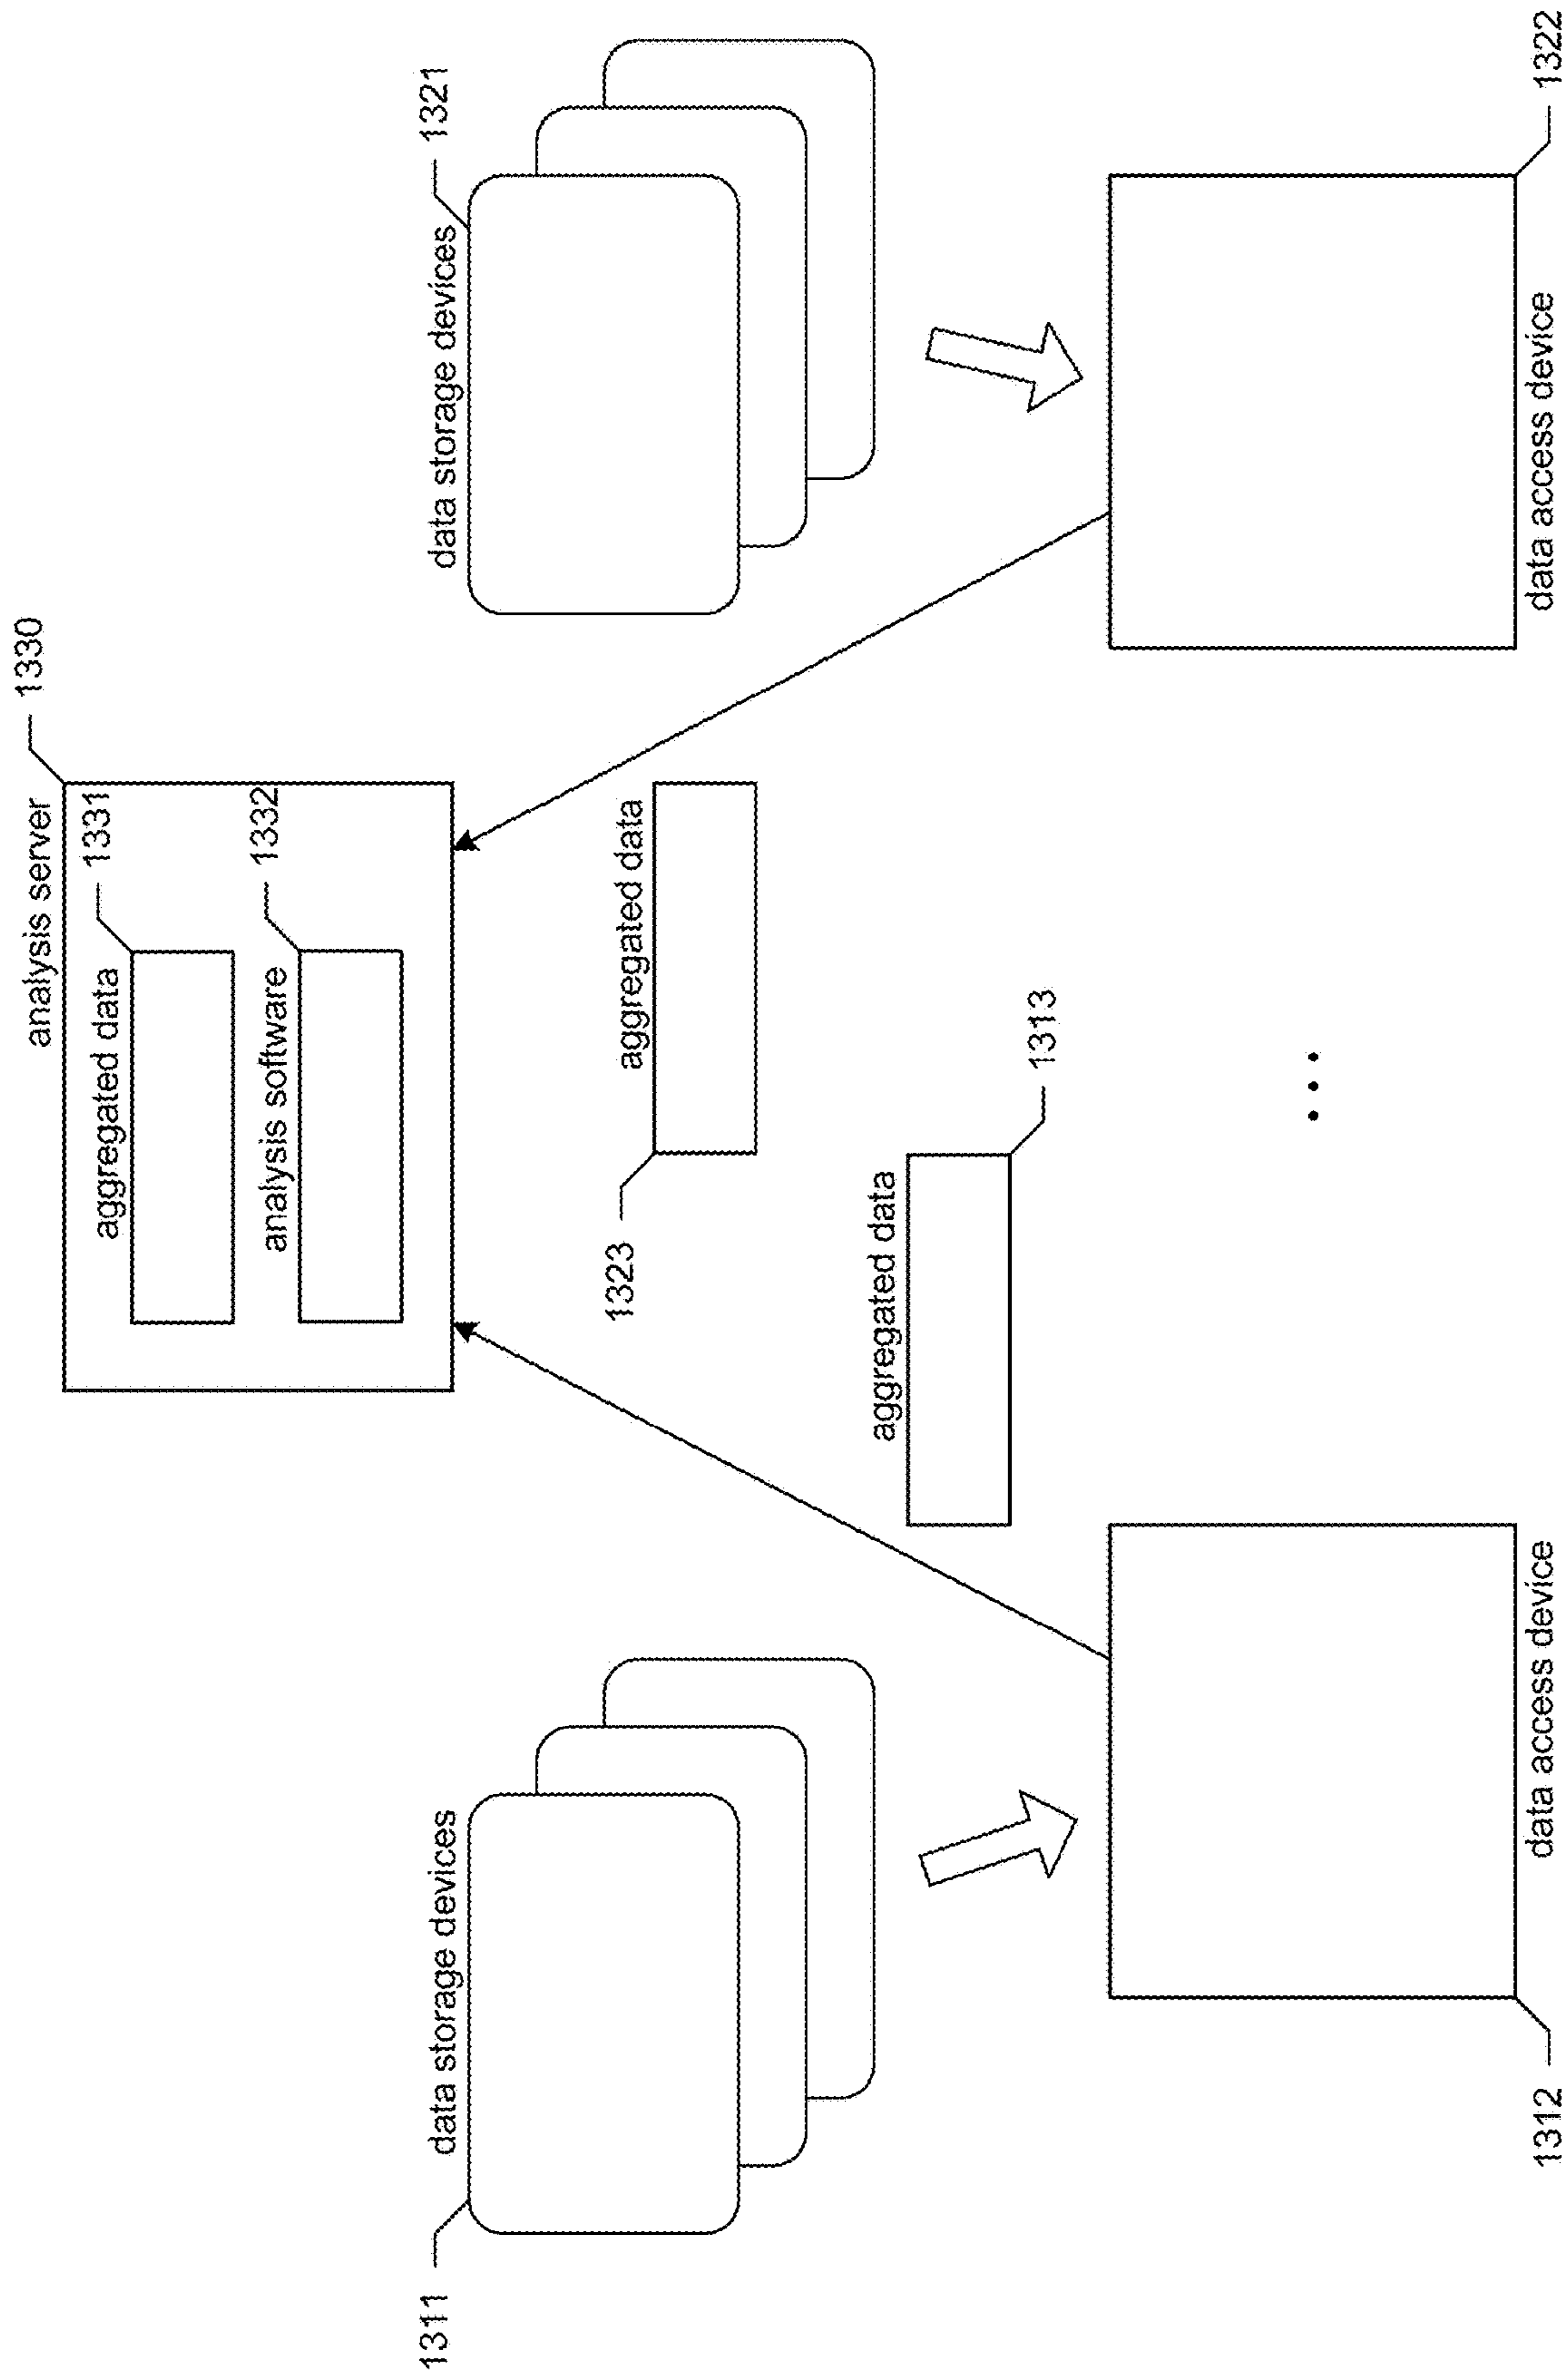 1330
analysis server
aggregated data
1331
analysis software
1332
1311
data storage devices
data storage devices
1321
1323
aggregated data
aggregated data
1313
...
1312
data access device
data access device
1322